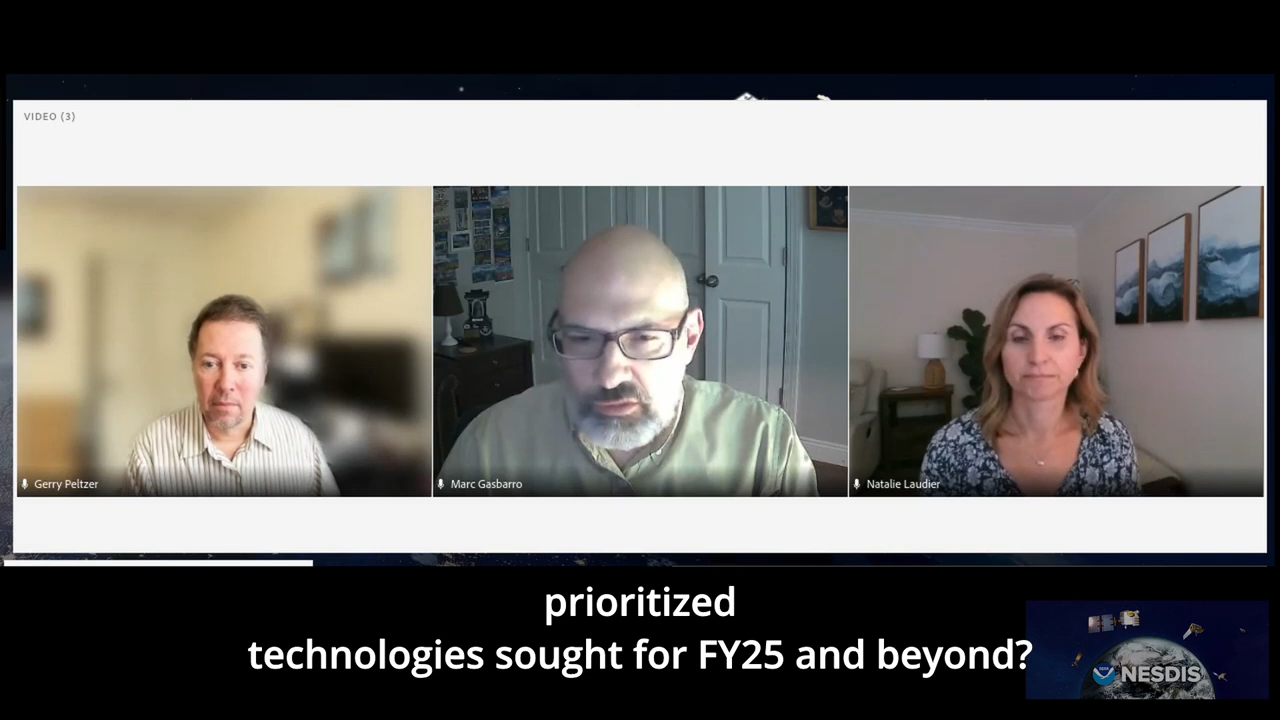 VIDEO (3)
Gerry Peltzer
Marc Gasbarro
Natalie Laudier
prioritized
technologies sought for FY25 and beyond?
NESDIS